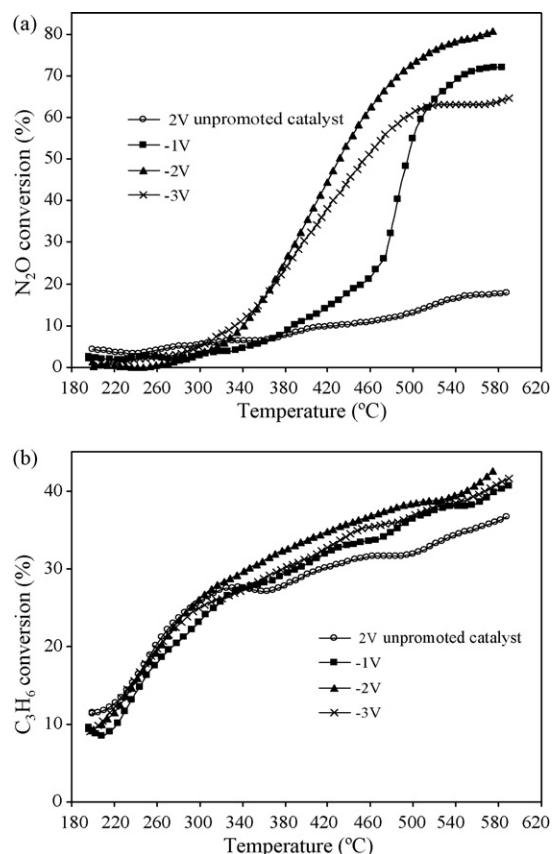 (a)
80
70
60
50
40
30
20
10
0
N₂O conversion (%)
2V unpromoted catalyst
-1V
-2V
-3V
180 220 260 300 340 380 420 460 500 540 580 620
Temperature (ºC)
(b)
40
30
20
10
0
C₃H₆ conversion (%)
2V unpromoted catalyst
-1V
-2V
-3V
180 220 260 300 340 380 420 460 500 540 580 620
Temperature (ºC)